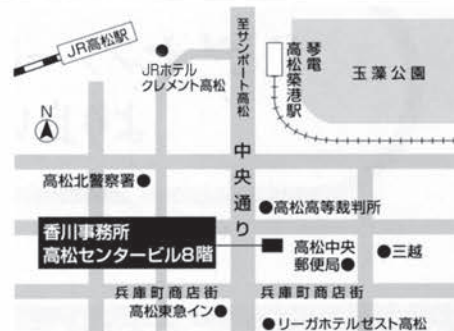 JR高松駅
JRホテル
クレメント高松
至サンポート高松
琴電
高松築港駅
玉藻公園
N
中央通り
高松北警察署
高松高等裁判所
香川事務所
高松センタービル8階
高松中央
郵便局
三越
兵庫町商店街
兵庫町商店街
高松東急イン
リーガホテルゼスト高松